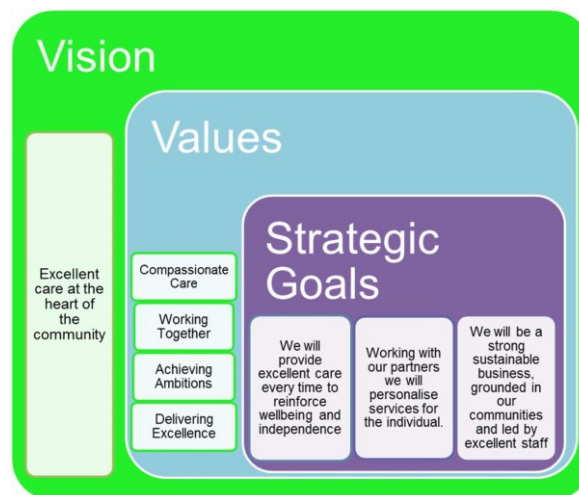 Vision
Values
Strategic
Goals
Excellent
care at the
heart of
the
community
Compassionate
Care
Working
Together
Achieving
Ambitions
Delivering
Excellence
We will
provide
excellent care
every time to
reinforce
wellbeing and
independence
Working with
our partners
we will
personalise
services for
the individual.
We will be a
strong
sustainable
business,
grounded in
our
communities
and led by
excellent staff